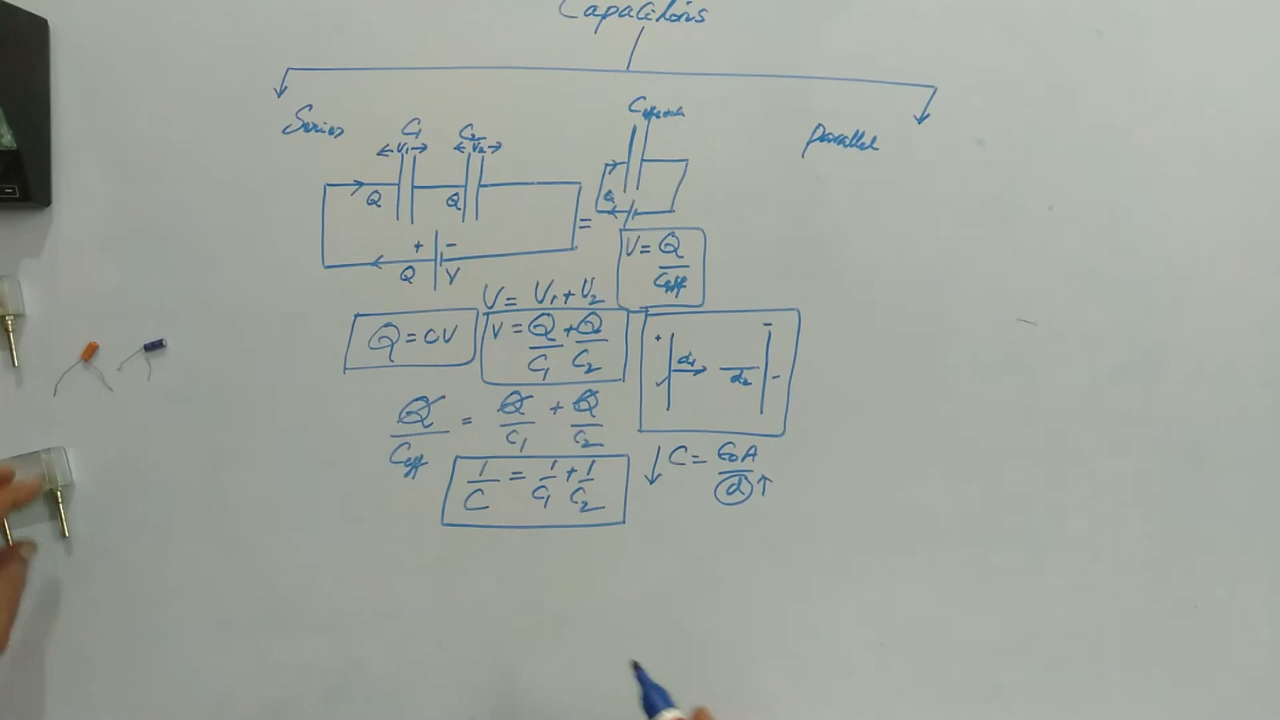 Capacitors
Series
Parallel
C₁ C₂
V₁ V₂
Q Q
+ -
Q V
=
Ceffective
Q
V = Q/Ceff
V = V₁ + V₂
Q = CV
V = Q/C₁ + Q/C₂
+ -
d₁ d₂
-
Q/Ceff = Q/C₁ + Q/C₂
1/C = 1/C₁ + 1/C₂
↓ C = ε₀A/d ↑